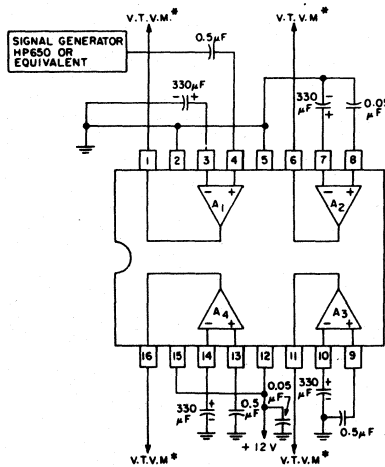 V.T.V.M.* V.T.V.M.*
SIGNAL GENERATOR
HP650 OR
EQUIVALENT
0.5μF
330μF
- +
330
μF
-
+
0.05
μF
1 2 3 4 5 6 7 8
- + - +
A1 A2
A4 A3
- + - +
16 15 14 13 12 11 10 9
330
μF
+
-
0.5
μF
0.05
μF
330
μF
+
-
0.5μF
+12V
V.T.V.M* V.T.V.M*